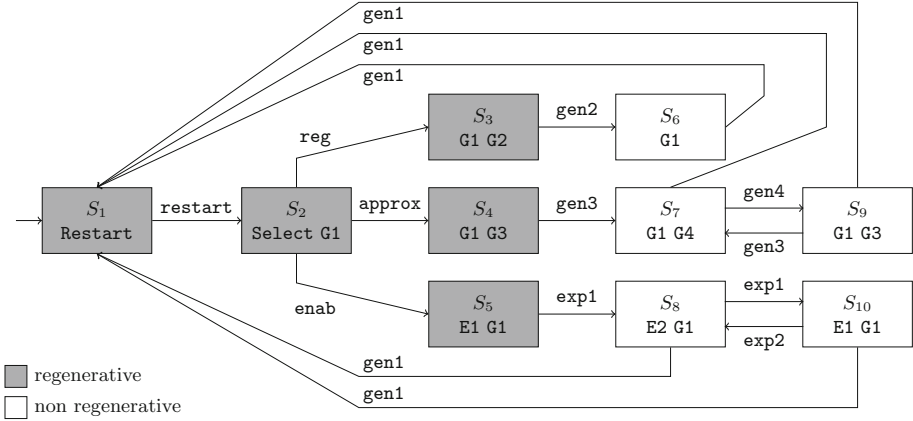 gen1
gen1
gen1
S3
G1 G2
gen2
S6
G1
reg
S1
Restart
restart
S2
Select G1
approx
S4
G1 G3
gen3
S7
G1 G4
gen4
gen3
S9
G1 G3
enab
S5
E1 G1
exp1
S8
E2 G1
exp1
exp2
S10
E1 G1
gen1
gen1
regenerative
non regenerative